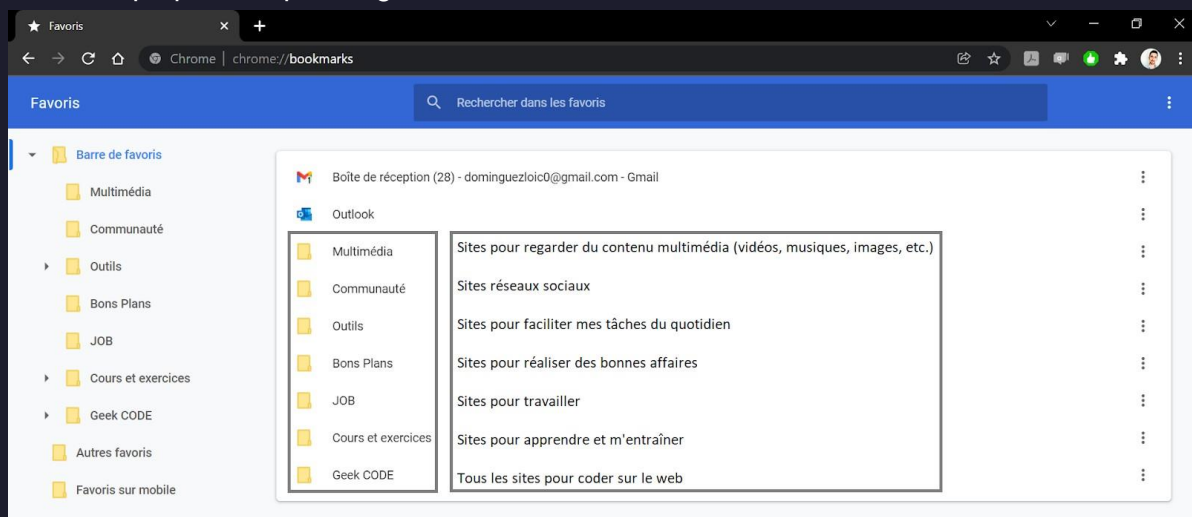 Favoris
Chrome | chrome://bookmarks
Favoris
Rechercher dans les favoris
Barre de favoris
Multimédia
Communauté
Outils
Bons Plans
JOB
Cours et exercices
Geek CODE
Autres favoris
Favoris sur mobile
Boîte de réception (28) - dominguezloic0@gmail.com - Gmail
Outlook
Multimédia Sites pour regarder du contenu multimédia (vidéos, musiques, images, etc.)
Communauté Sites réseaux sociaux
Outils Sites pour faciliter mes tâches du quotidien
Bons Plans Sites pour réaliser des bonnes affaires
JOB Sites pour travailler
Cours et exercices Sites pour apprendre et m'entraîner
Geek CODE Tous les sites pour coder sur le web